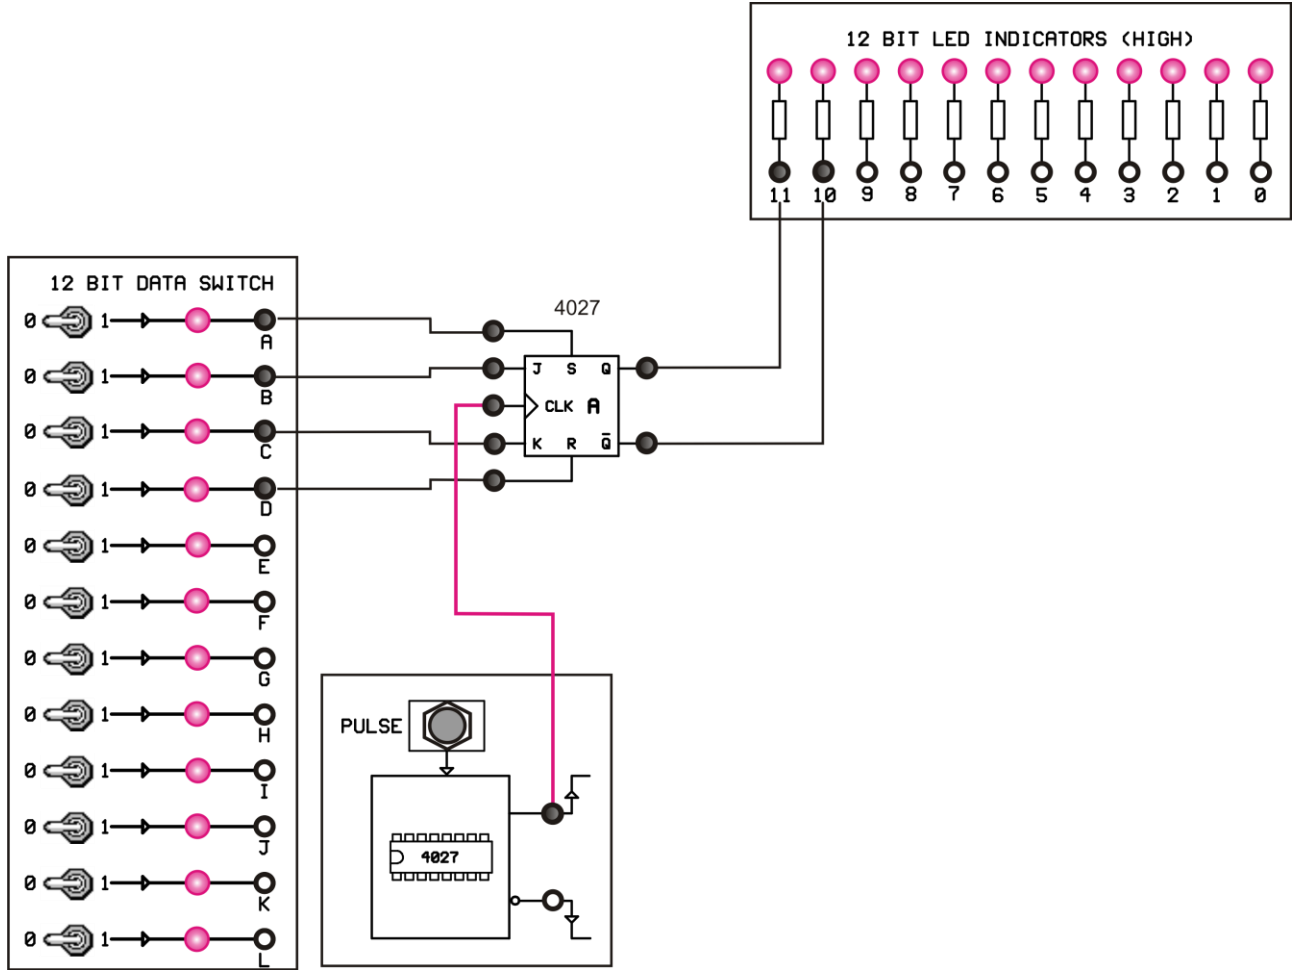 12 BIT LED INDICATORS (HIGH)
11 10 9 8 7 6 5 4 3 2 1 0
12 BIT DATA SWITCH
0 1 A
0 1 B
0 1 C
0 1 D
0 1 E
0 1 F
0 1 G
0 1 H
0 1 I
0 1 J
0 1 K
0 1 L
4027
J S Q
CLK A
K R Q̅
PULSE
4027